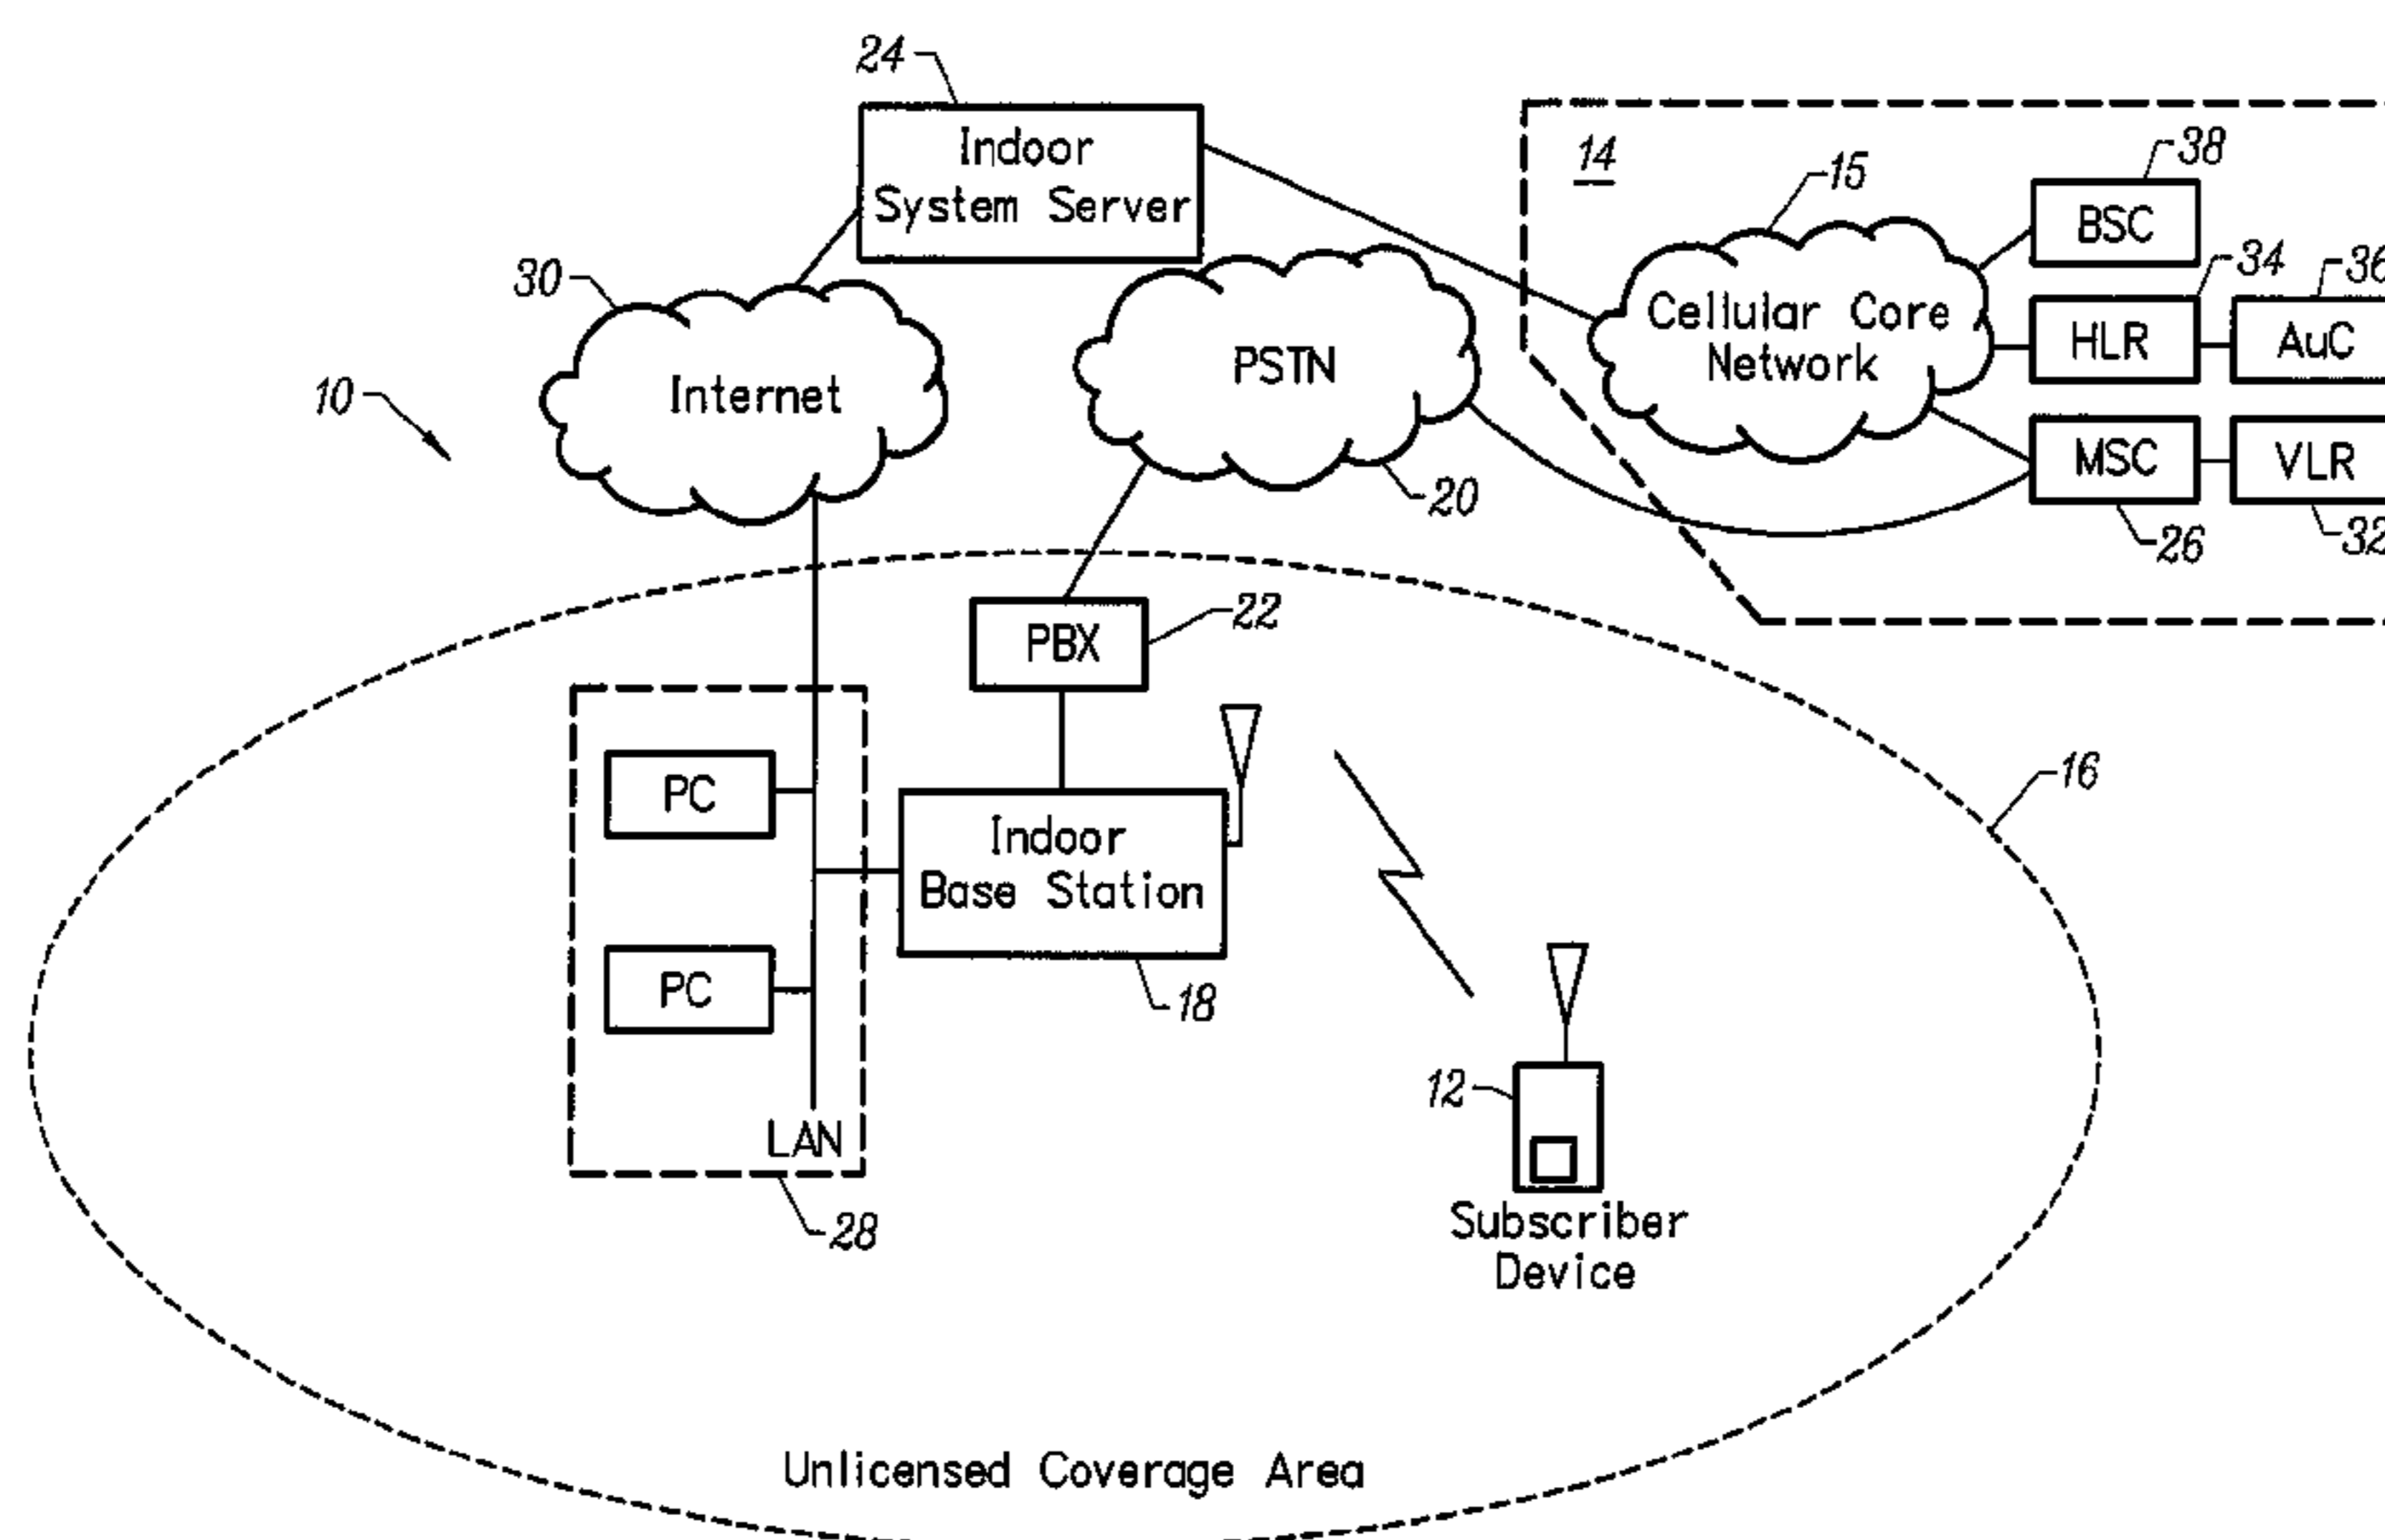 24
Indoor
System Server
14
15
38
BSC
30
34
36
Cellular Core
Network
HLR
AuC
PSTN
Internet
10
MSC
VLR
20
26
32
PBX
22
16
PC
Indoor
Base Station
PC
18
12
LAN
28
Subscriber
Device
Unlicensed Coverage Area